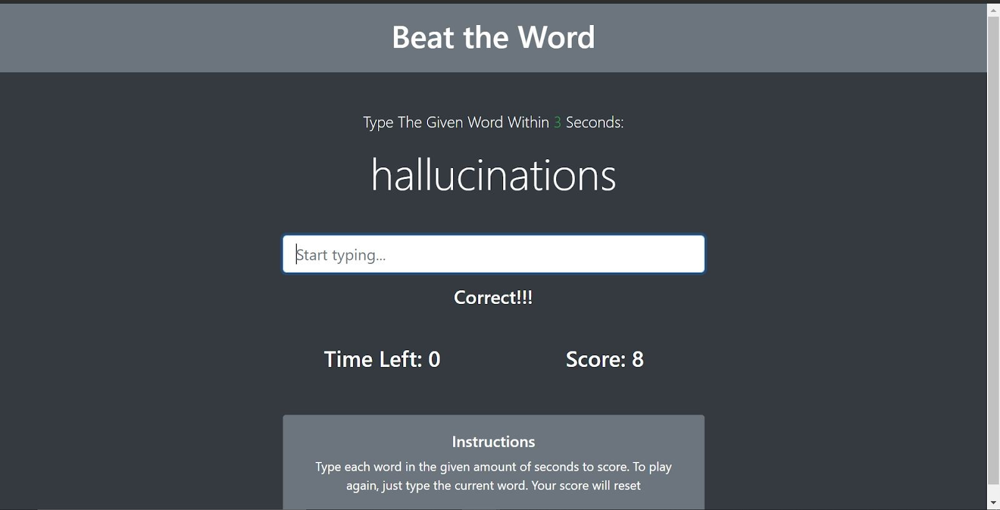 Beat the Word
Type The Given Word Within 3 Seconds:
hallucinations
Start typing...
Correct!!!
Time Left: 0 Score: 8
Instructions
Type each word in the given amount of seconds to score. To play
again, just type the current word. Your score will reset